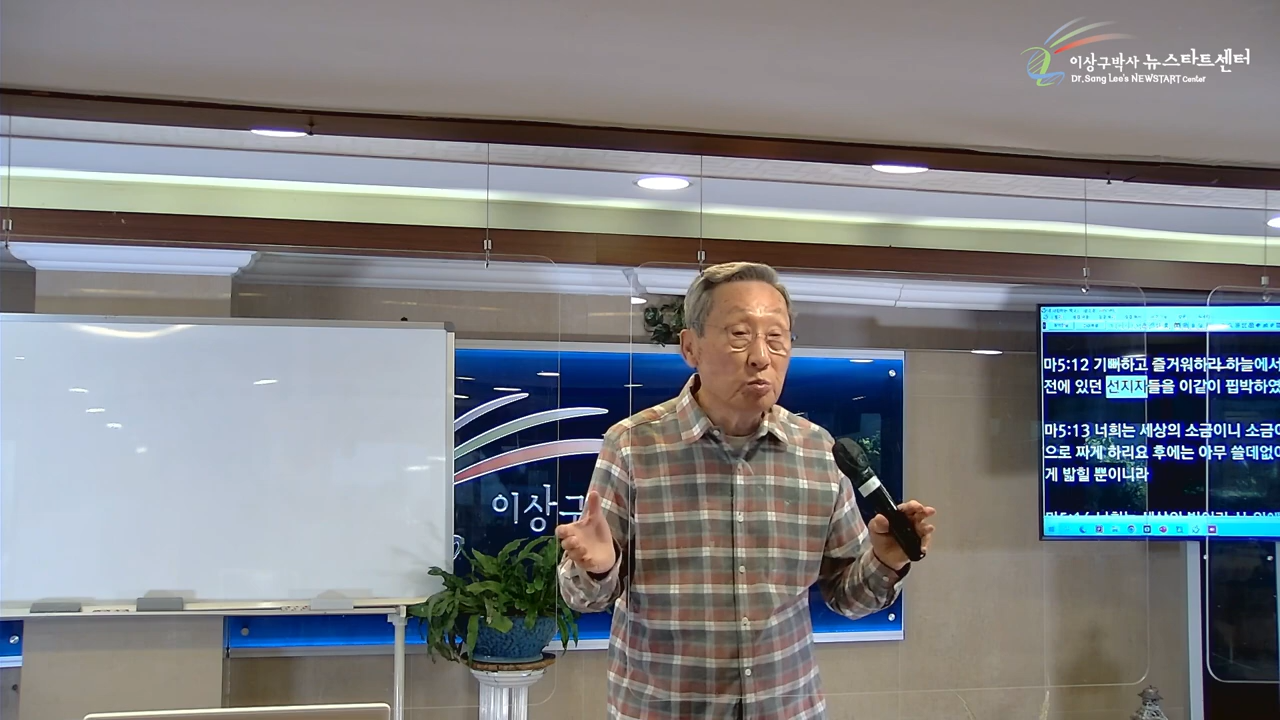 이상구박사 뉴스타트센터
Dr. Sang Lee's NEWSTART Center
마5:12 기뻐하고 즐거워하라 하늘에서
전에 있던 선지자들을 이같이 핍박하였
마5:13 너희는 세상의 소금이니 소금이
으로 짜게 하리요 후에는 아무 쓸데없이
게 밟힐 뿐이니라
이상구